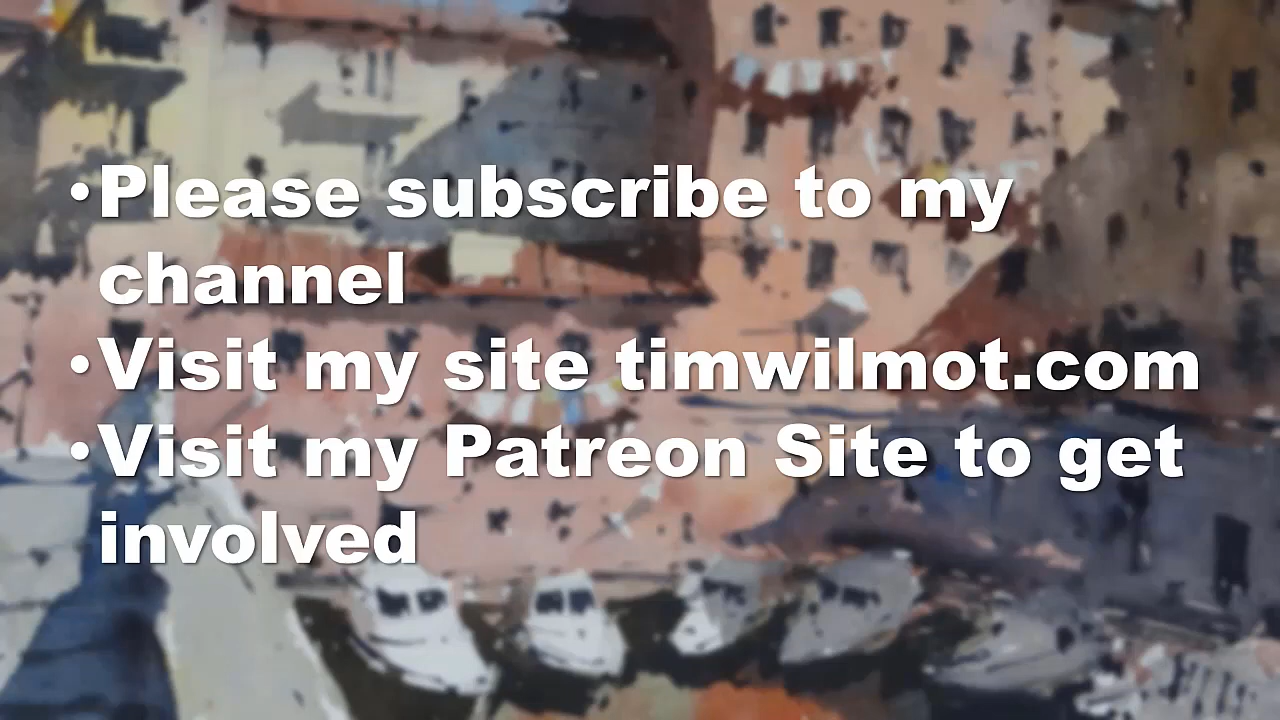 •Please subscribe to my
channel
•Visit my site timwilmot.com
•Visit my Patreon Site to get
involved